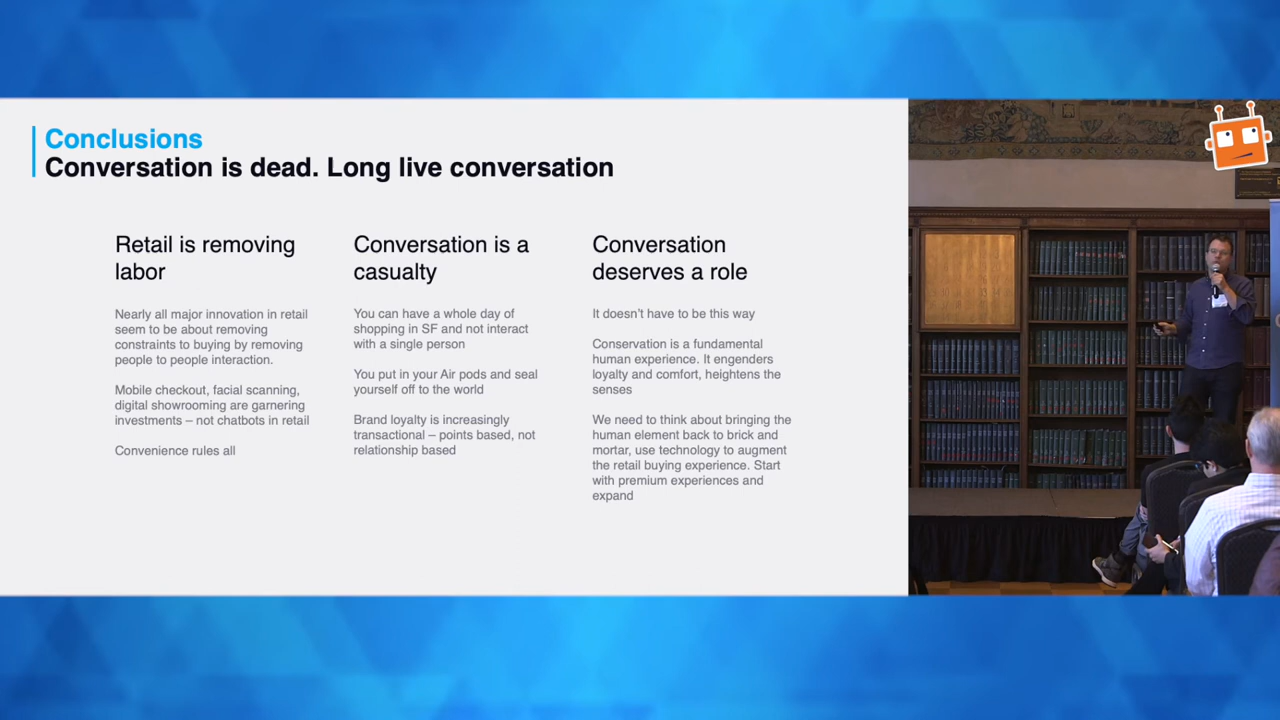 Conclusions
Conversation is dead. Long live conversation
Retail is removing
labor
Nearly all major innovation in retail
seem to be about removing
constraints to buying by removing
people to people interaction.
Mobile checkout, facial scanning,
digital showrooming are garnering
investments – not chatbots in retail
Convenience rules all
Conversation is a
casualty
You can have a whole day of
shopping in SF and not interact
with a single person
You put in your Air pods and seal
yourself off to the world
Brand loyalty is increasingly
transactional – points based, not
relationship based
Conversation
deserves a role
It doesn't have to be this way
Conservation is a fundamental
human experience. It engenders
loyalty and comfort, heightens the
senses
We need to think about bringing the
human element back to brick and
mortar, use technology to augment
the retail buying experience. Start
with premium experiences and
expand